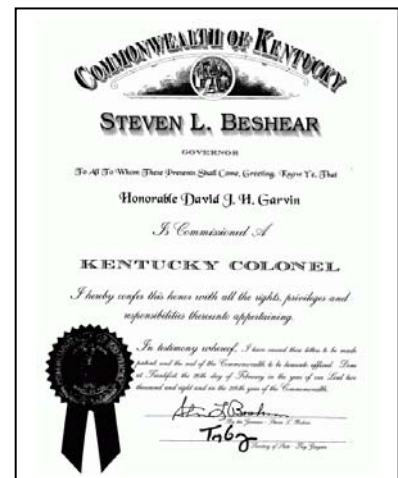 COMMONWEALTH OF KENTUCKY
STEVEN L. BESHEAR
GOVERNOR
To All To Whom These Presents Shall Come, Greeting, Know Ye, That
Honorable David J. H. Garvin
Is Commissioned A
KENTUCKY COLONEL
I hereby confer this honor with all the rights, privileges and
responsibilities thereunto appertaining.
In testimony whereof, I have caused these letters to be made
patent and the seal of the Commonwealth to be hereunto affixed. Done
at Frankfort, the day of February in the year of our Lord two
thousand and eight and in the year of the Commonwealth.
By the Governor - Steven L. Beshear
Secretary of State - Trey Grayson